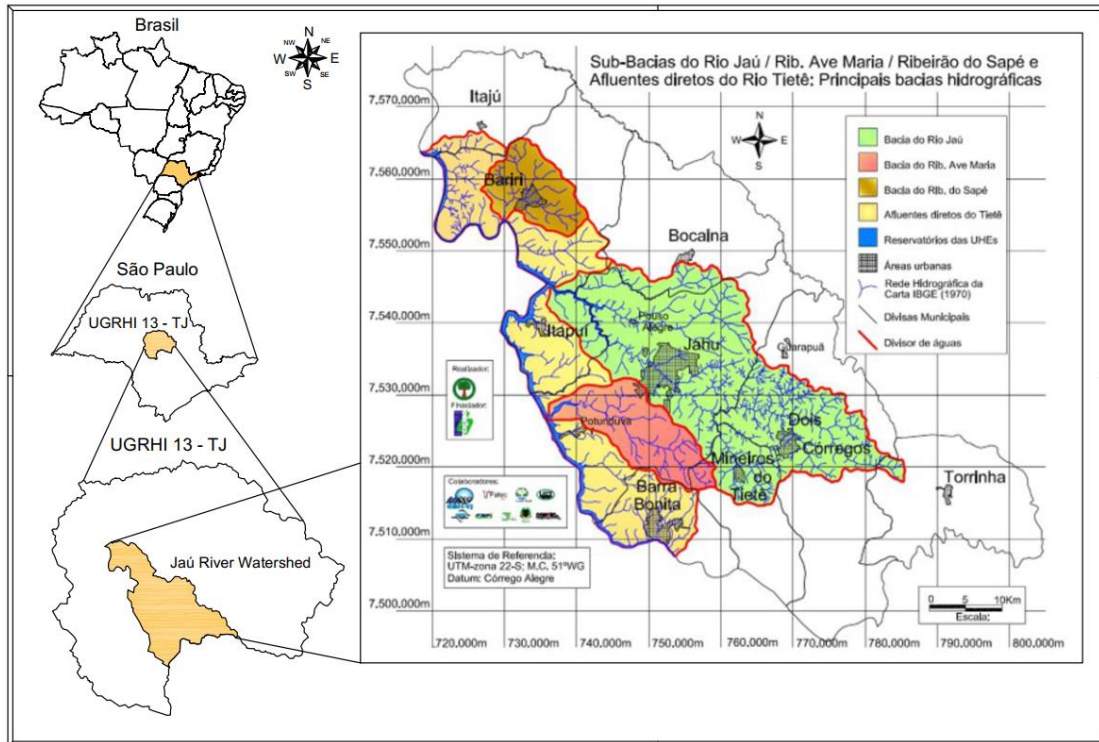 Brasil
N
NE
E
SE
S
SW
W
NW
São Paulo
UGRHI 13 - TJ
UGRHI 13 - TJ
Jaú River Watershed
Sub-Bacias do Rio Jaú / Rib. Ave Maria / Ribeirão do Sapé e
Afluentes diretos do Rio Tietê; Principais bacias hidrográficas
N
W E
S
Bacia do Rio Jaú
Bacia do Rib. Ave Maria
Bacia do Rib. do Sapé
Afluentes diretos do Tietê
Reservatórios das UHEs
Áreas urbanas
Rede Hidrográfica da
Carta IBGE (1970)
Divisas Municipais
Divisor de águas
7,570,000m
7,560,000m
7,550,000m
7,540,000m
7,530,000m
7,520,000m
7,510,000m
7,500,000m
Itajú
Bariri
Bocaina
Pouso
Alegre
Itapuí
Jahu
Guarapuá
Potunduva
Dois
Córregos
Mineiros
do
Tietê
Barra
Bonita
Torrinha
Realizador:
Financiador:
Colaboradores:
Sistema de Referencia:
UTM-zona 22-S; M.C. 51ºWG
Datum: Córrego Alegre
0 5 10Km
Escala:
720,000m 730,000m 740,000m 750,000m 760,000m 770,000m 780,000m 790,000m 800,000m